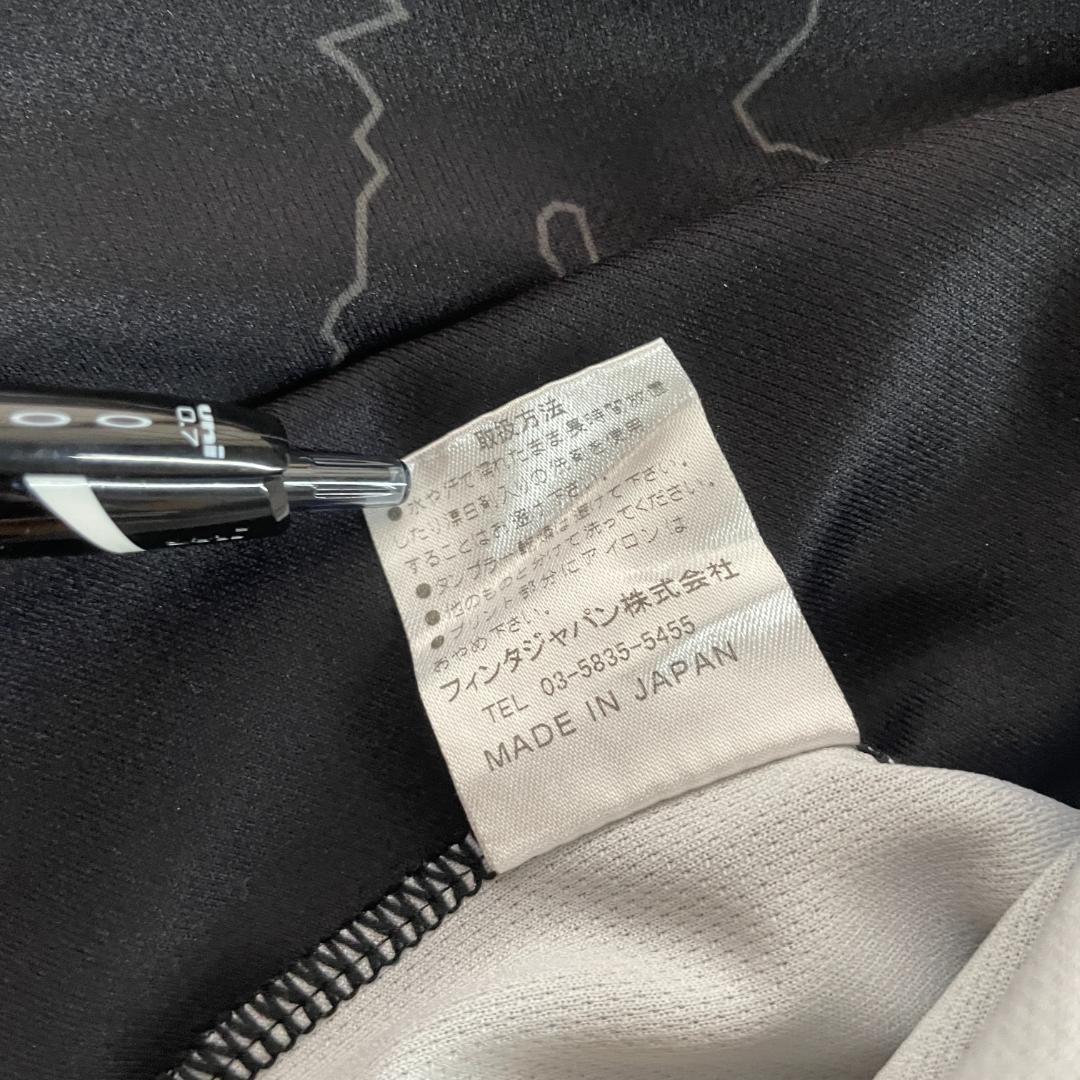 uni
0.7
取扱方法
●水や汗で濡れたまま長時間放置
したり、漂白剤入りの洗剤を使用
することはお避け下さい。
●タンブラー乾燥は避けて下さい。
●他のものと分けて洗ってください。
●プリント部分にアイロンは
おやめ下さい。
フィンタジャパン株式会社
TEL 03-5835-5455
MADE IN JAPAN